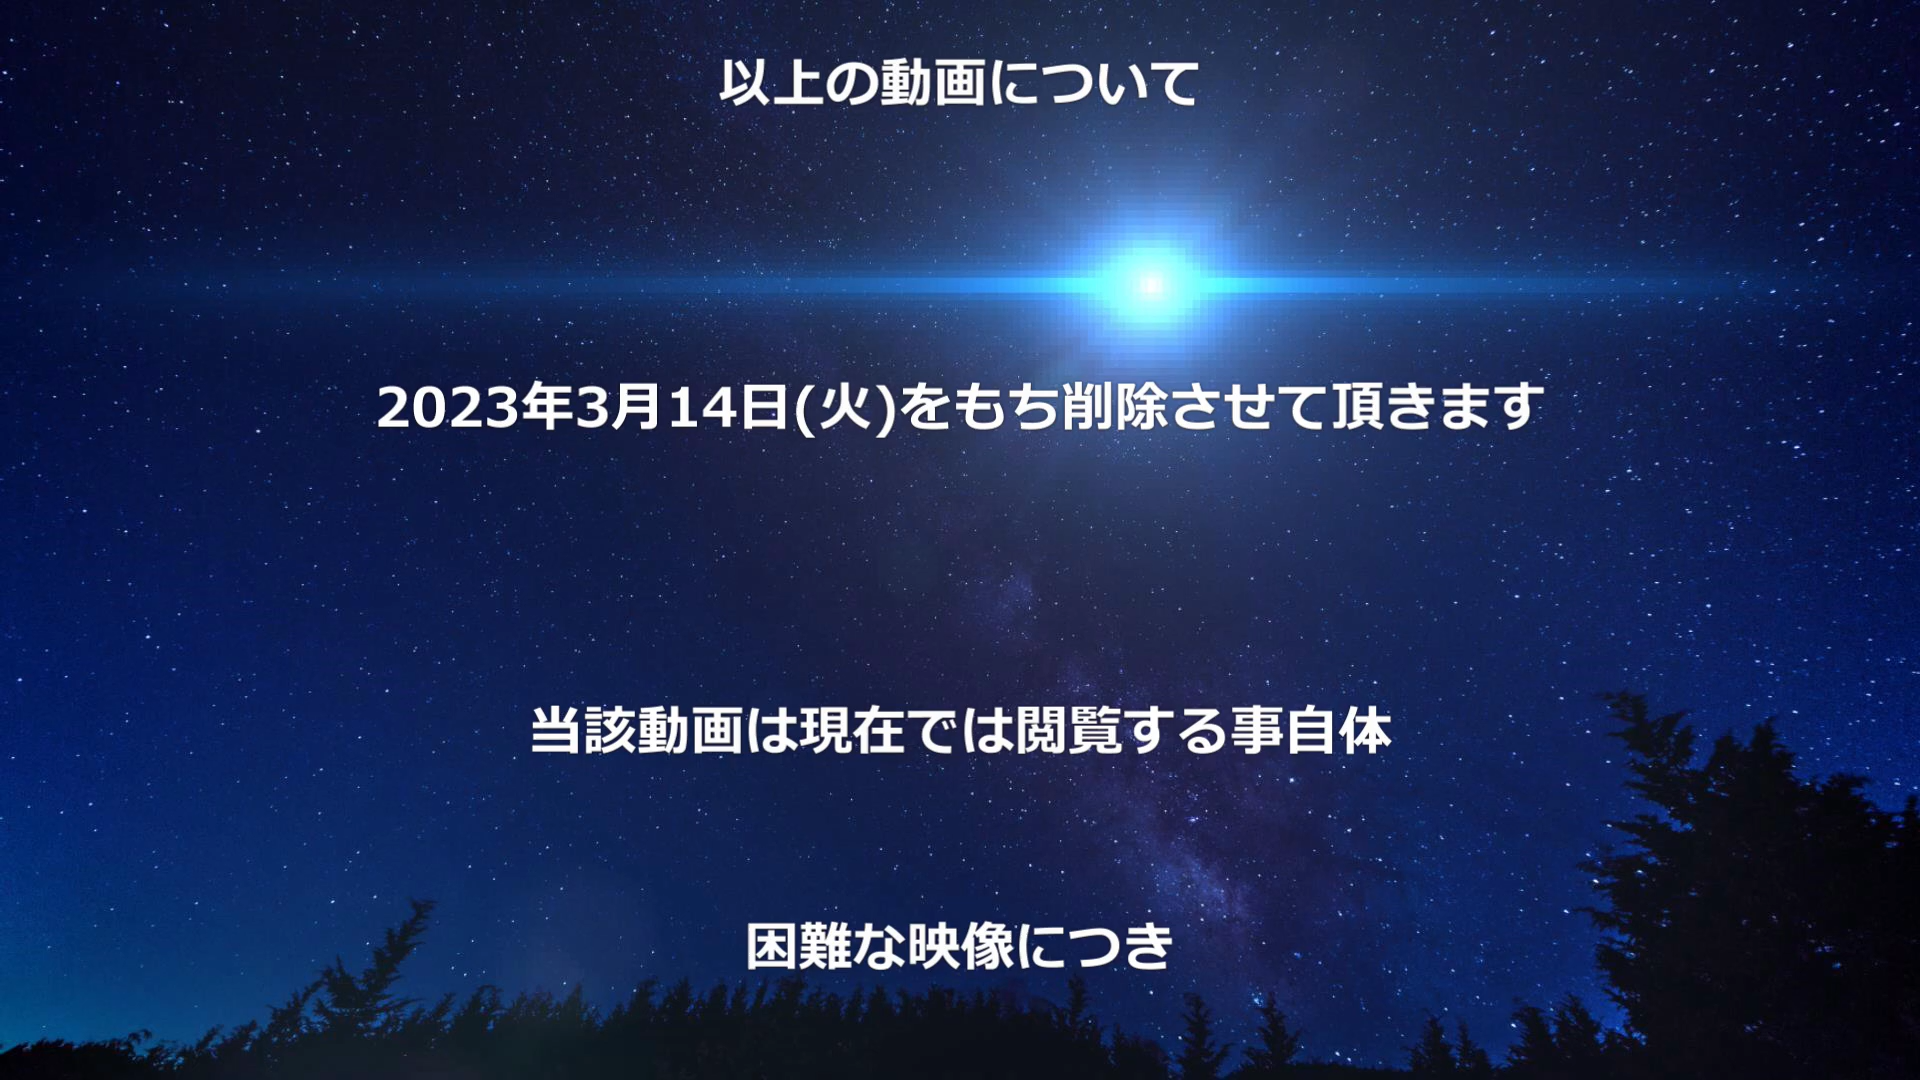 以上の動画について
2023年3月14日(火)をもち削除させて頂きます
当該動画は現在では閲覧する事自体
困難な映像につき